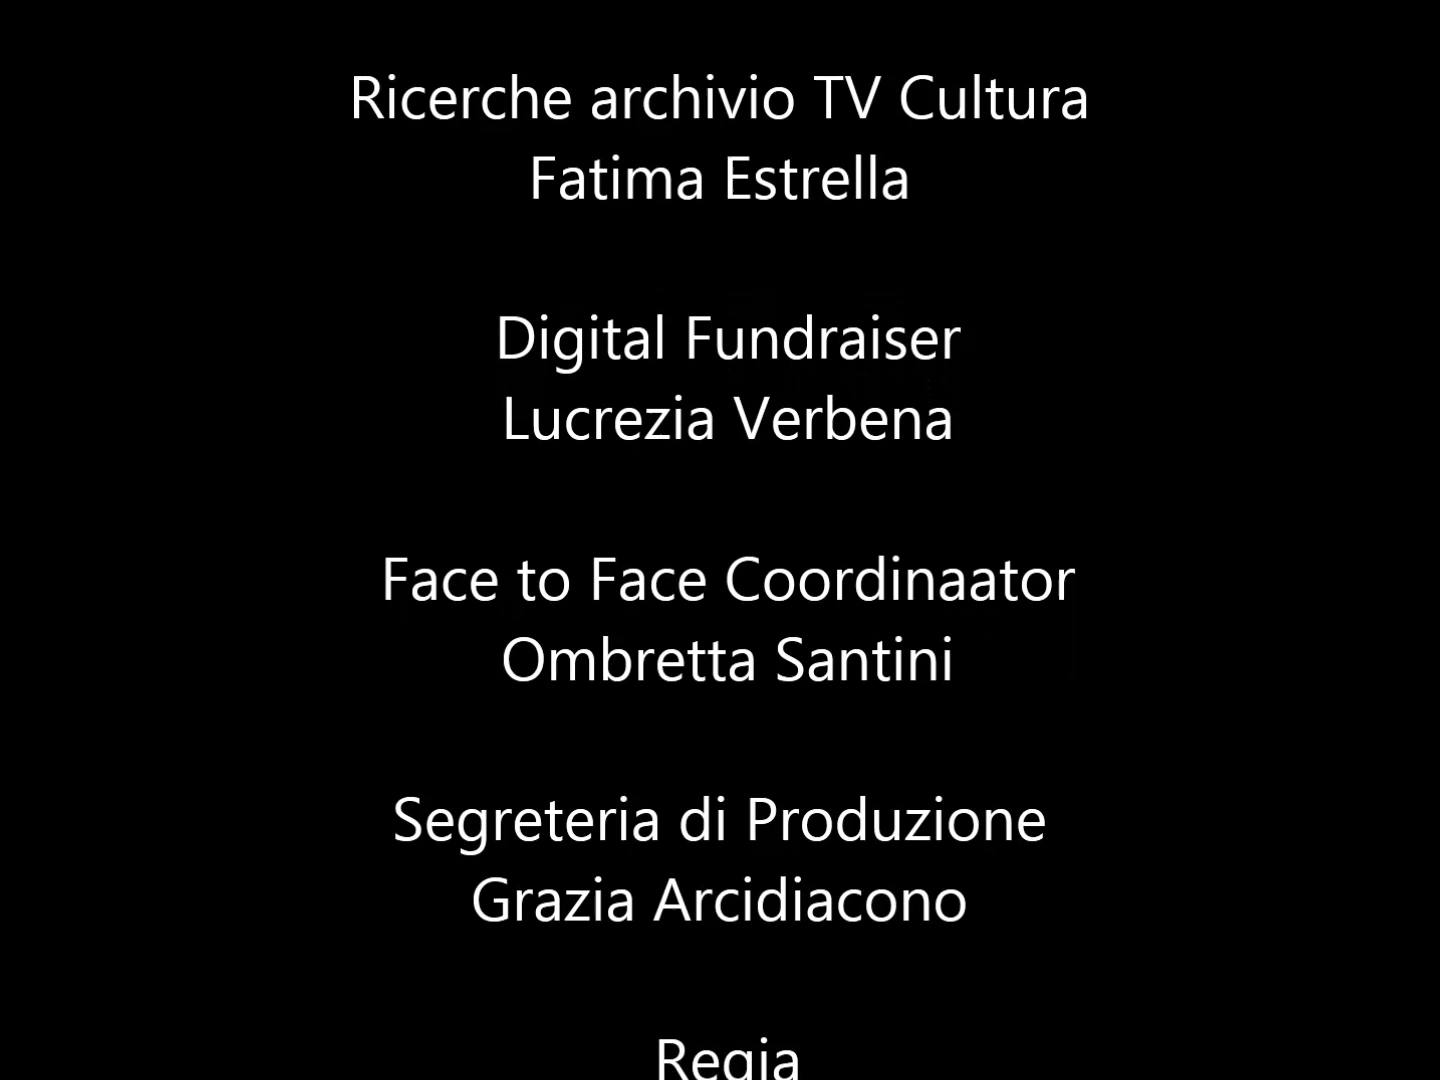 Ricerche archivio TV Cultura
Fatima Estrella
Digital Fundraiser
Lucrezia Verbena
Face to Face Coordinaator
Ombretta Santini
Segreteria di Produzione
Grazia Arcidiacono
Regia